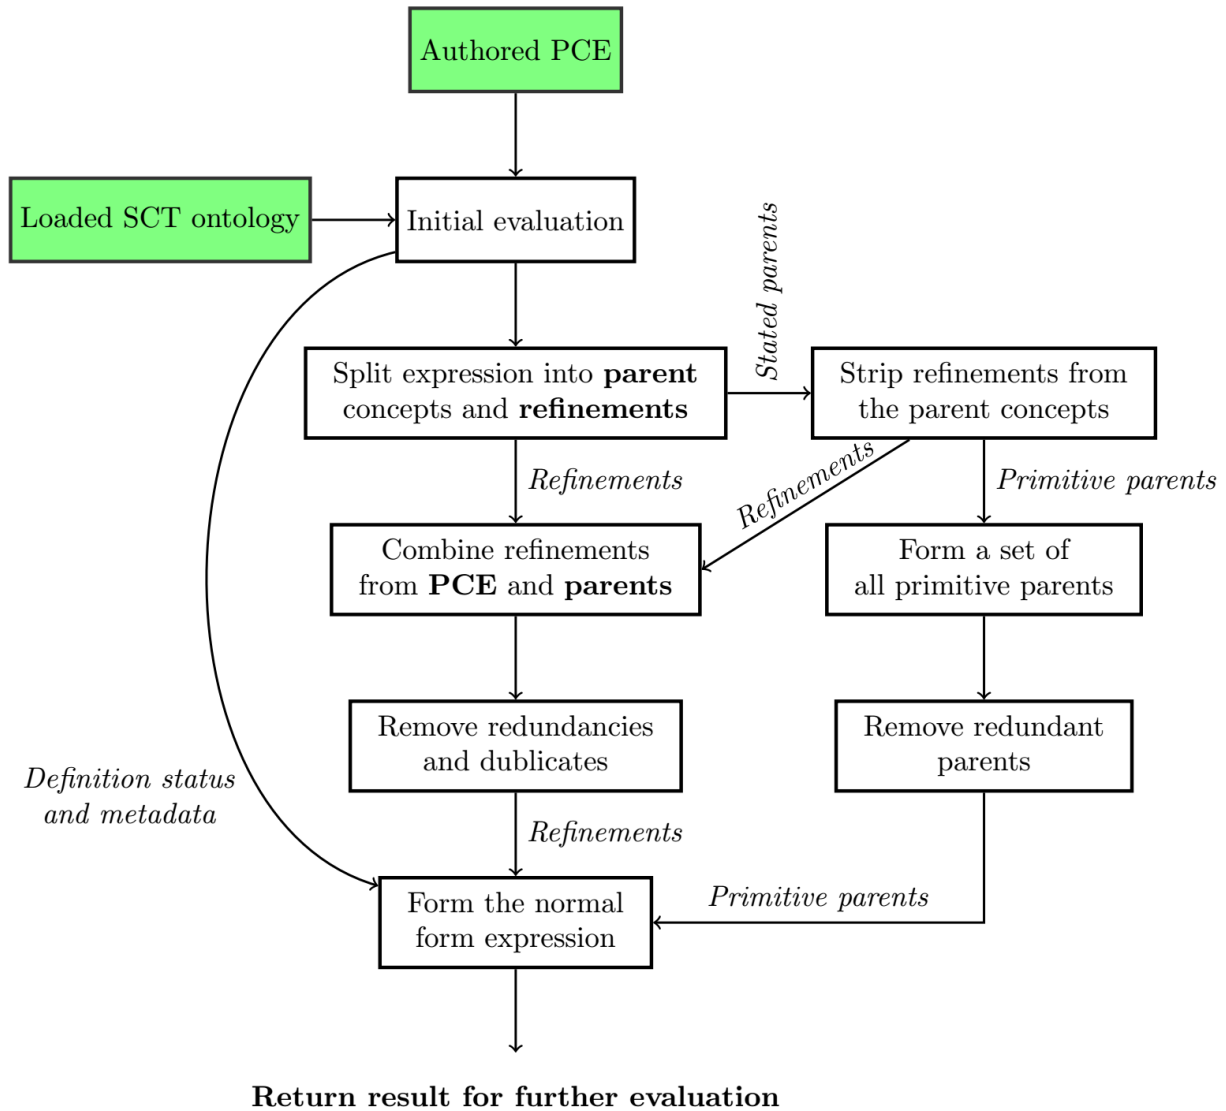 Authored PCE
Loaded SCT ontology
Initial evaluation
Stated parents
Split expression into parent
concepts and refinements
Strip refinements from
the parent concepts
Refinements
Refinements
Primitive parents
Combine refinements
from PCE and parents
Form a set of
all primitive parents
Remove redundancies
and dublicates
Remove redundant
parents
Definition status
and metadata
Refinements
Form the normal
form expression
Primitive parents
Return result for further evaluation